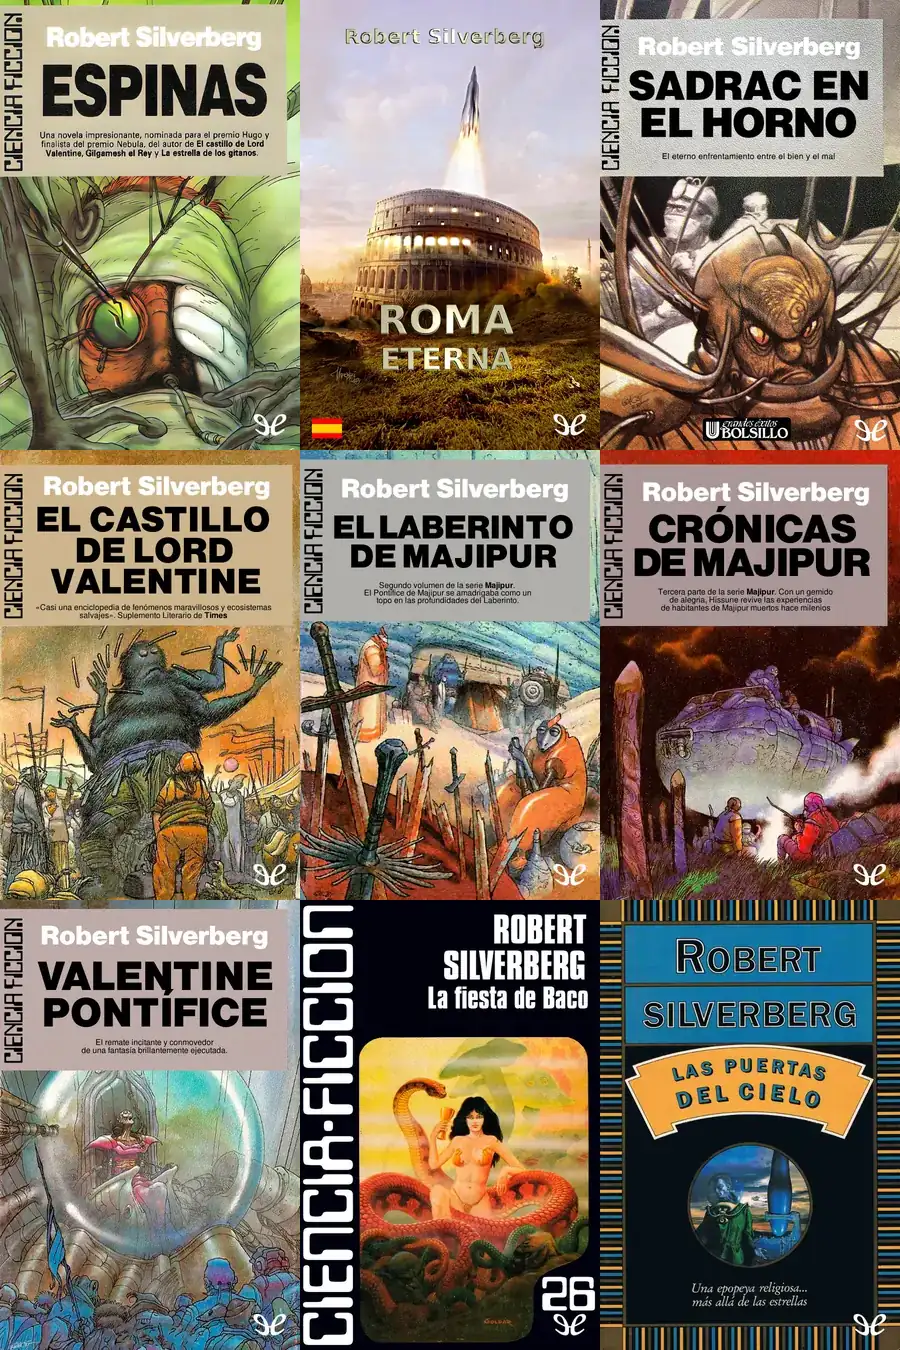 CIENCIA FICCION
Robert Silverberg
ESPINAS
Una novela impresionante, nominada para el premio Hugo y
finalista del premio Nebula, del autor de El castillo de Lord
Valentine, Gilgamesh el Rey y La estrella de los gitanos.
Robert Silverberg
ROMA
ETERNA
CIENCIA FICCION
Robert Silverberg
SADRAC EN
EL HORNO
El eterno enfrentamiento entre el bien y el mal
grandes éxitos
BOLSILLO
CIENCIA FICCION
Robert Silverberg
EL CASTILLO
DE LORD
VALENTINE
«Casi una enciclopedia de fenómenos maravillosos y ecosistemas
salvajes». Suplemento Literario de Times
CIENCIA FICCION
Robert Silverberg
EL LABERINTO
DE MAJIPUR
Segundo volumen de la serie Majipur.
El Pontífice de Majipur se amadrigaba como un
topo en las profundidades del Laberinto.
CIENCIA FICCION
Robert Silverberg
CRÓNICAS
DE MAJIPUR
Tercera parte de la serie Majipur. Con un gemido
de alegría, Hissune revive las experiencias
de habitantes de Majipur muertos hace milenios
CIENCIA FICCION
Robert Silverberg
VALENTINE
PONTÍFICE
El remate incitante y conmovedor
de una fantasía brillantemente ejecutada.
CIENCIA-FICCION
ROBERT
SILVERBERG
La fiesta de Baco
26
ROBERT
SILVERBERG
LAS PUERTAS
DEL CIELO
Una epopeya religiosa...
más allá de las estrellas